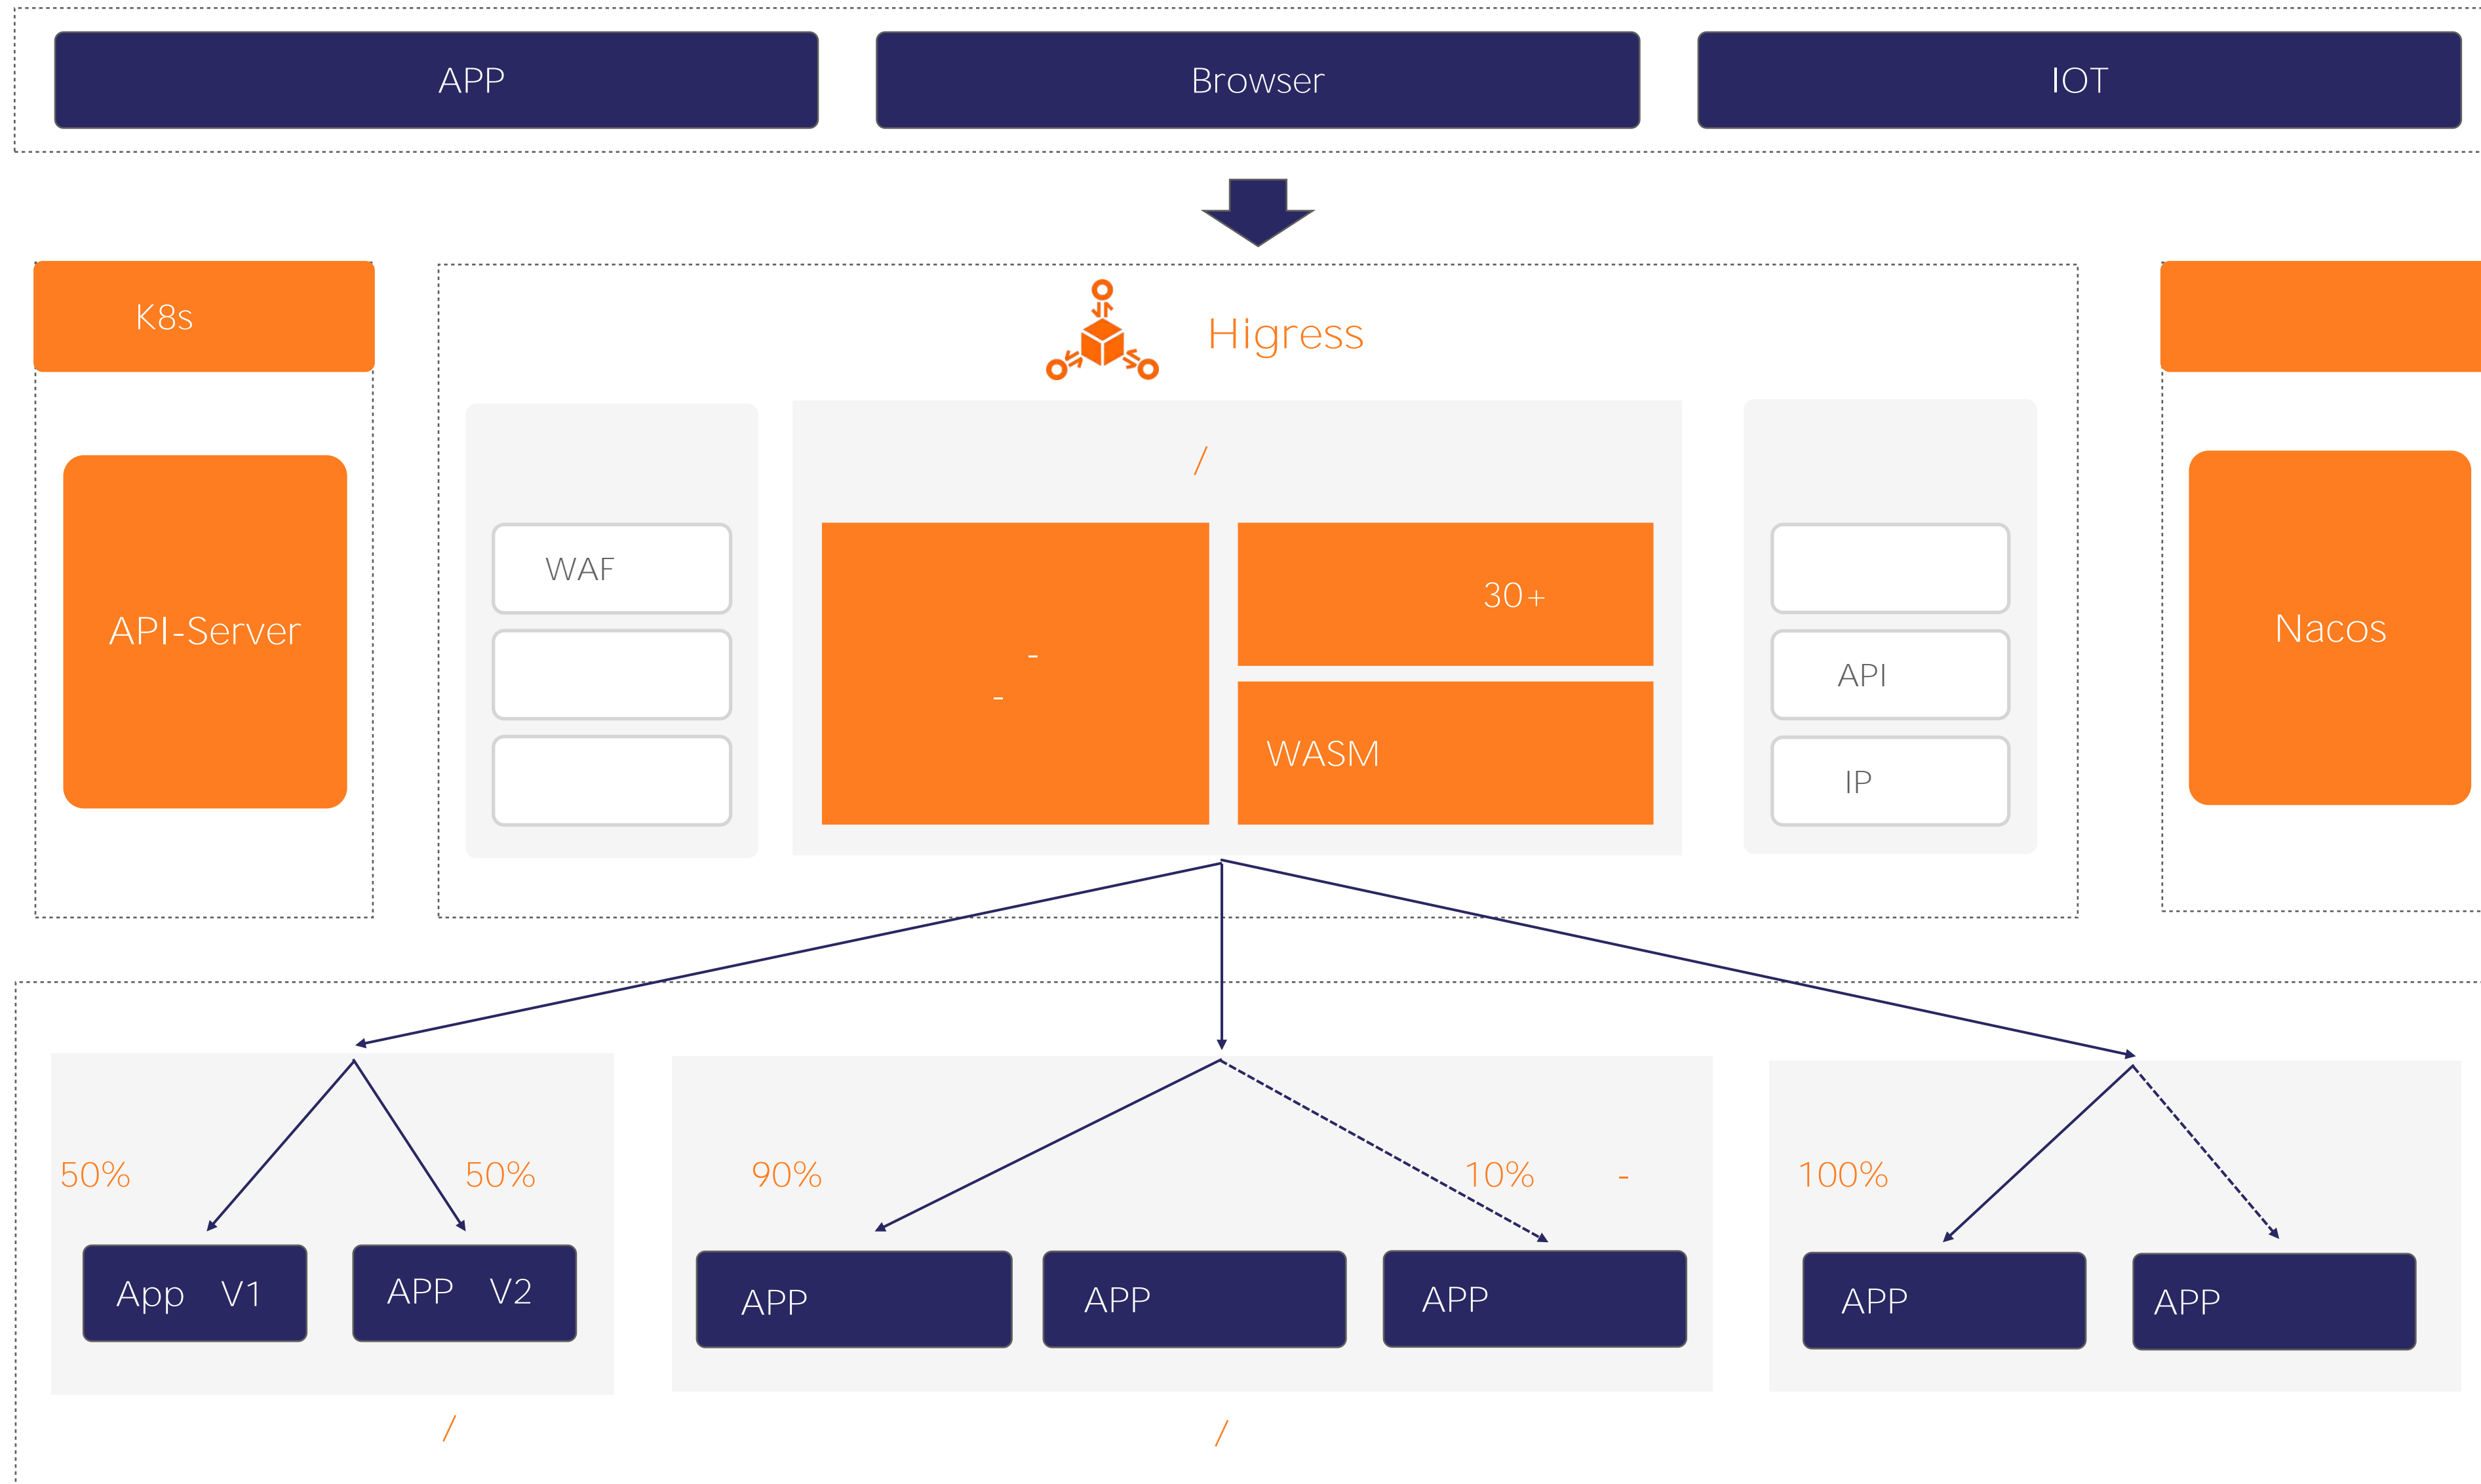 APP
Browser
IOT
K8s
Higress
/
WAF
30+
API-Server
-
-
API
Nacos
WASM
IP
50%
50%
90%
10% -
100%
App V1
APP V2
APP
APP
APP
APP
APP
/
/